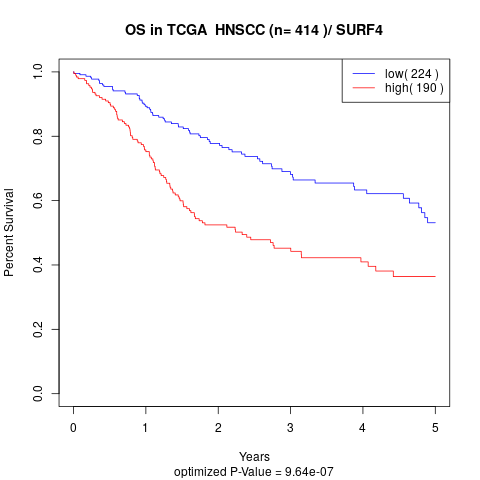 OS in TCGA  HNSCC (n= 414 )/ SURF4
low( 224 )
high( 190 )
Percent Survival
1.0
0.8
0.6
0.4
0.2
0.0
0 1 2 3 4 5
Years
optimized P-Value = 9.64e-07